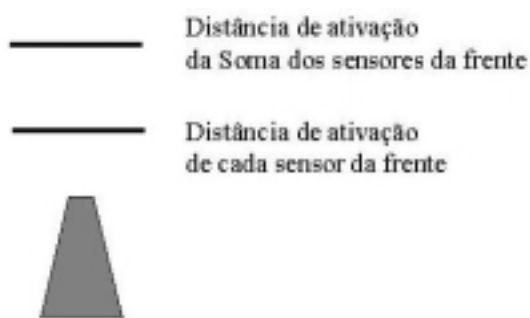 Distância de ativação
da Soma dos sensores da frente
Distância de ativação
de cada sensor da frente